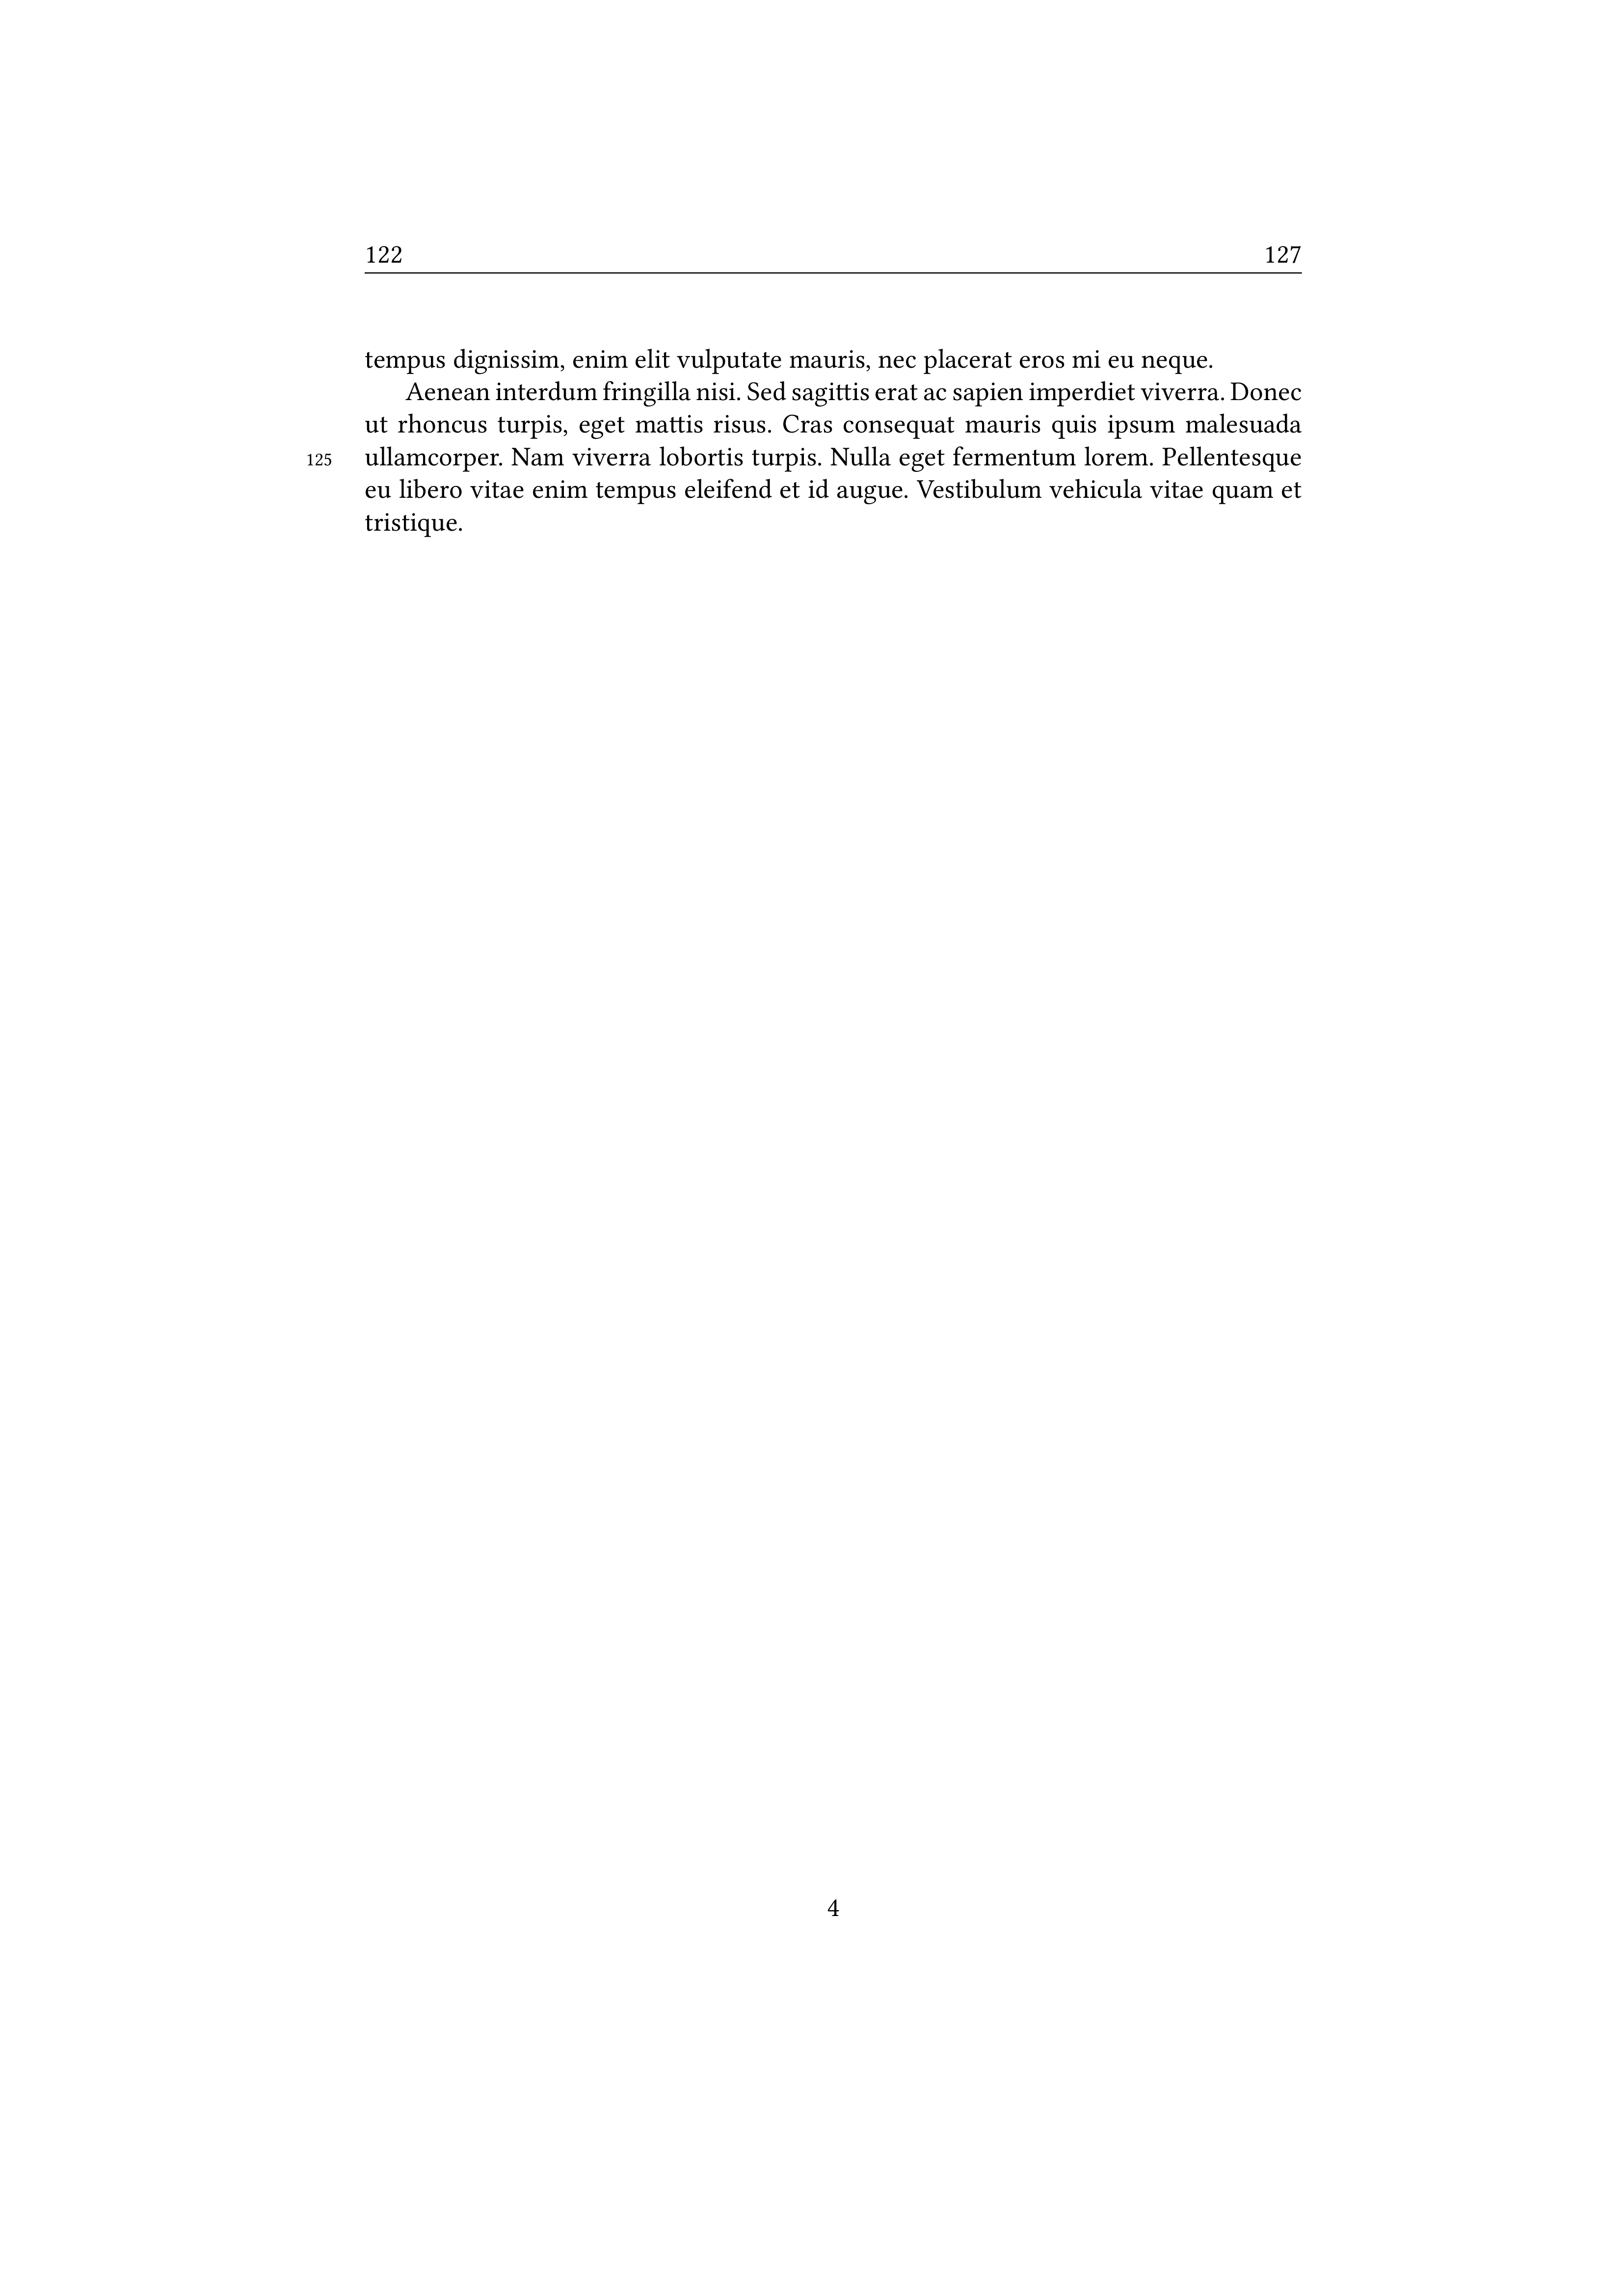 122 127
tempus dignissim, enim elit vulputate mauris, nec placerat eros mi eu neque.
Aenean interdum fringilla nisi. Sed sagittis erat ac sapien imperdiet viverra. Donec
ut rhoncus turpis, eget mattis risus. Cras consequat mauris quis ipsum malesuada
125 ullamcorper. Nam viverra lobortis turpis. Nulla eget fermentum lorem. Pellentesque
eu libero vitae enim tempus eleifend et id augue. Vestibulum vehicula vitae quam et
tristique.
4